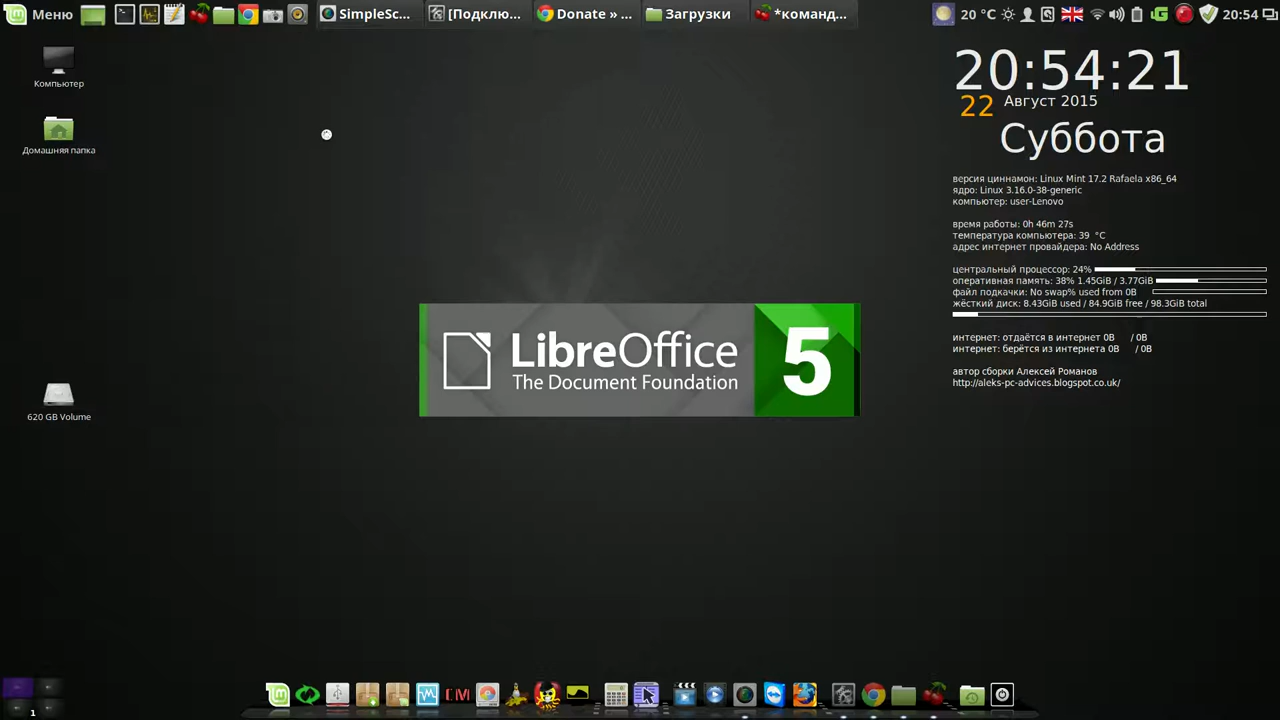 Меню
SimpleSc...
[Подклю...
Donate » ...
Загрузки
*команд...
20 °C
20:54
Компьютер
Домашняя папка
620 GB Volume
20:54:21
22 Август 2015
Суббота
версия циннамон: Linux Mint 17.2 Rafaela x86_64
ядро: Linux 3.16.0-38-generic
компьютер: user-Lenovo
время работы: 0h 46m 27s
температура компьютера: 39 °C
адрес интернет провайдера: No Address
центральный процессор: 24%
оперативная память: 38% 1.45GiB / 3.77GiB
файл подкачки: No swap% used from 0B
жёсткий диск: 8.43GiB used / 84.9GiB free / 98.3GiB total
интернет: отдаётся в интернет 0B / 0B
интернет: берётся из интернета 0B / 0B
автор сборки Алексей Романов
http://aleks-pc-advices.blogspot.co.uk/
LibreOffice 5
The Document Foundation
CM
1